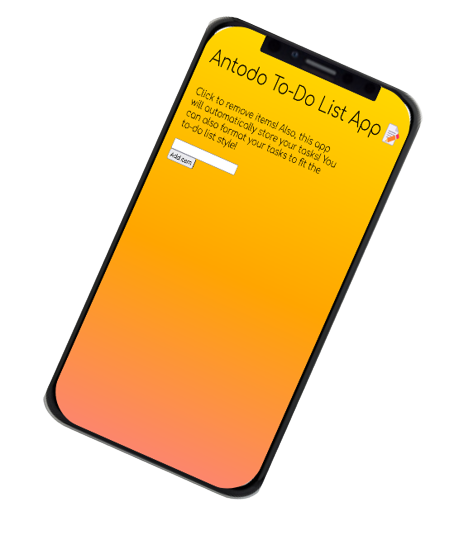 Antodo To-Do List App
Click to remove items! Also, this app
will automatically store your tasks! You
can also format your tasks to fit the
to-do list style!
Add item